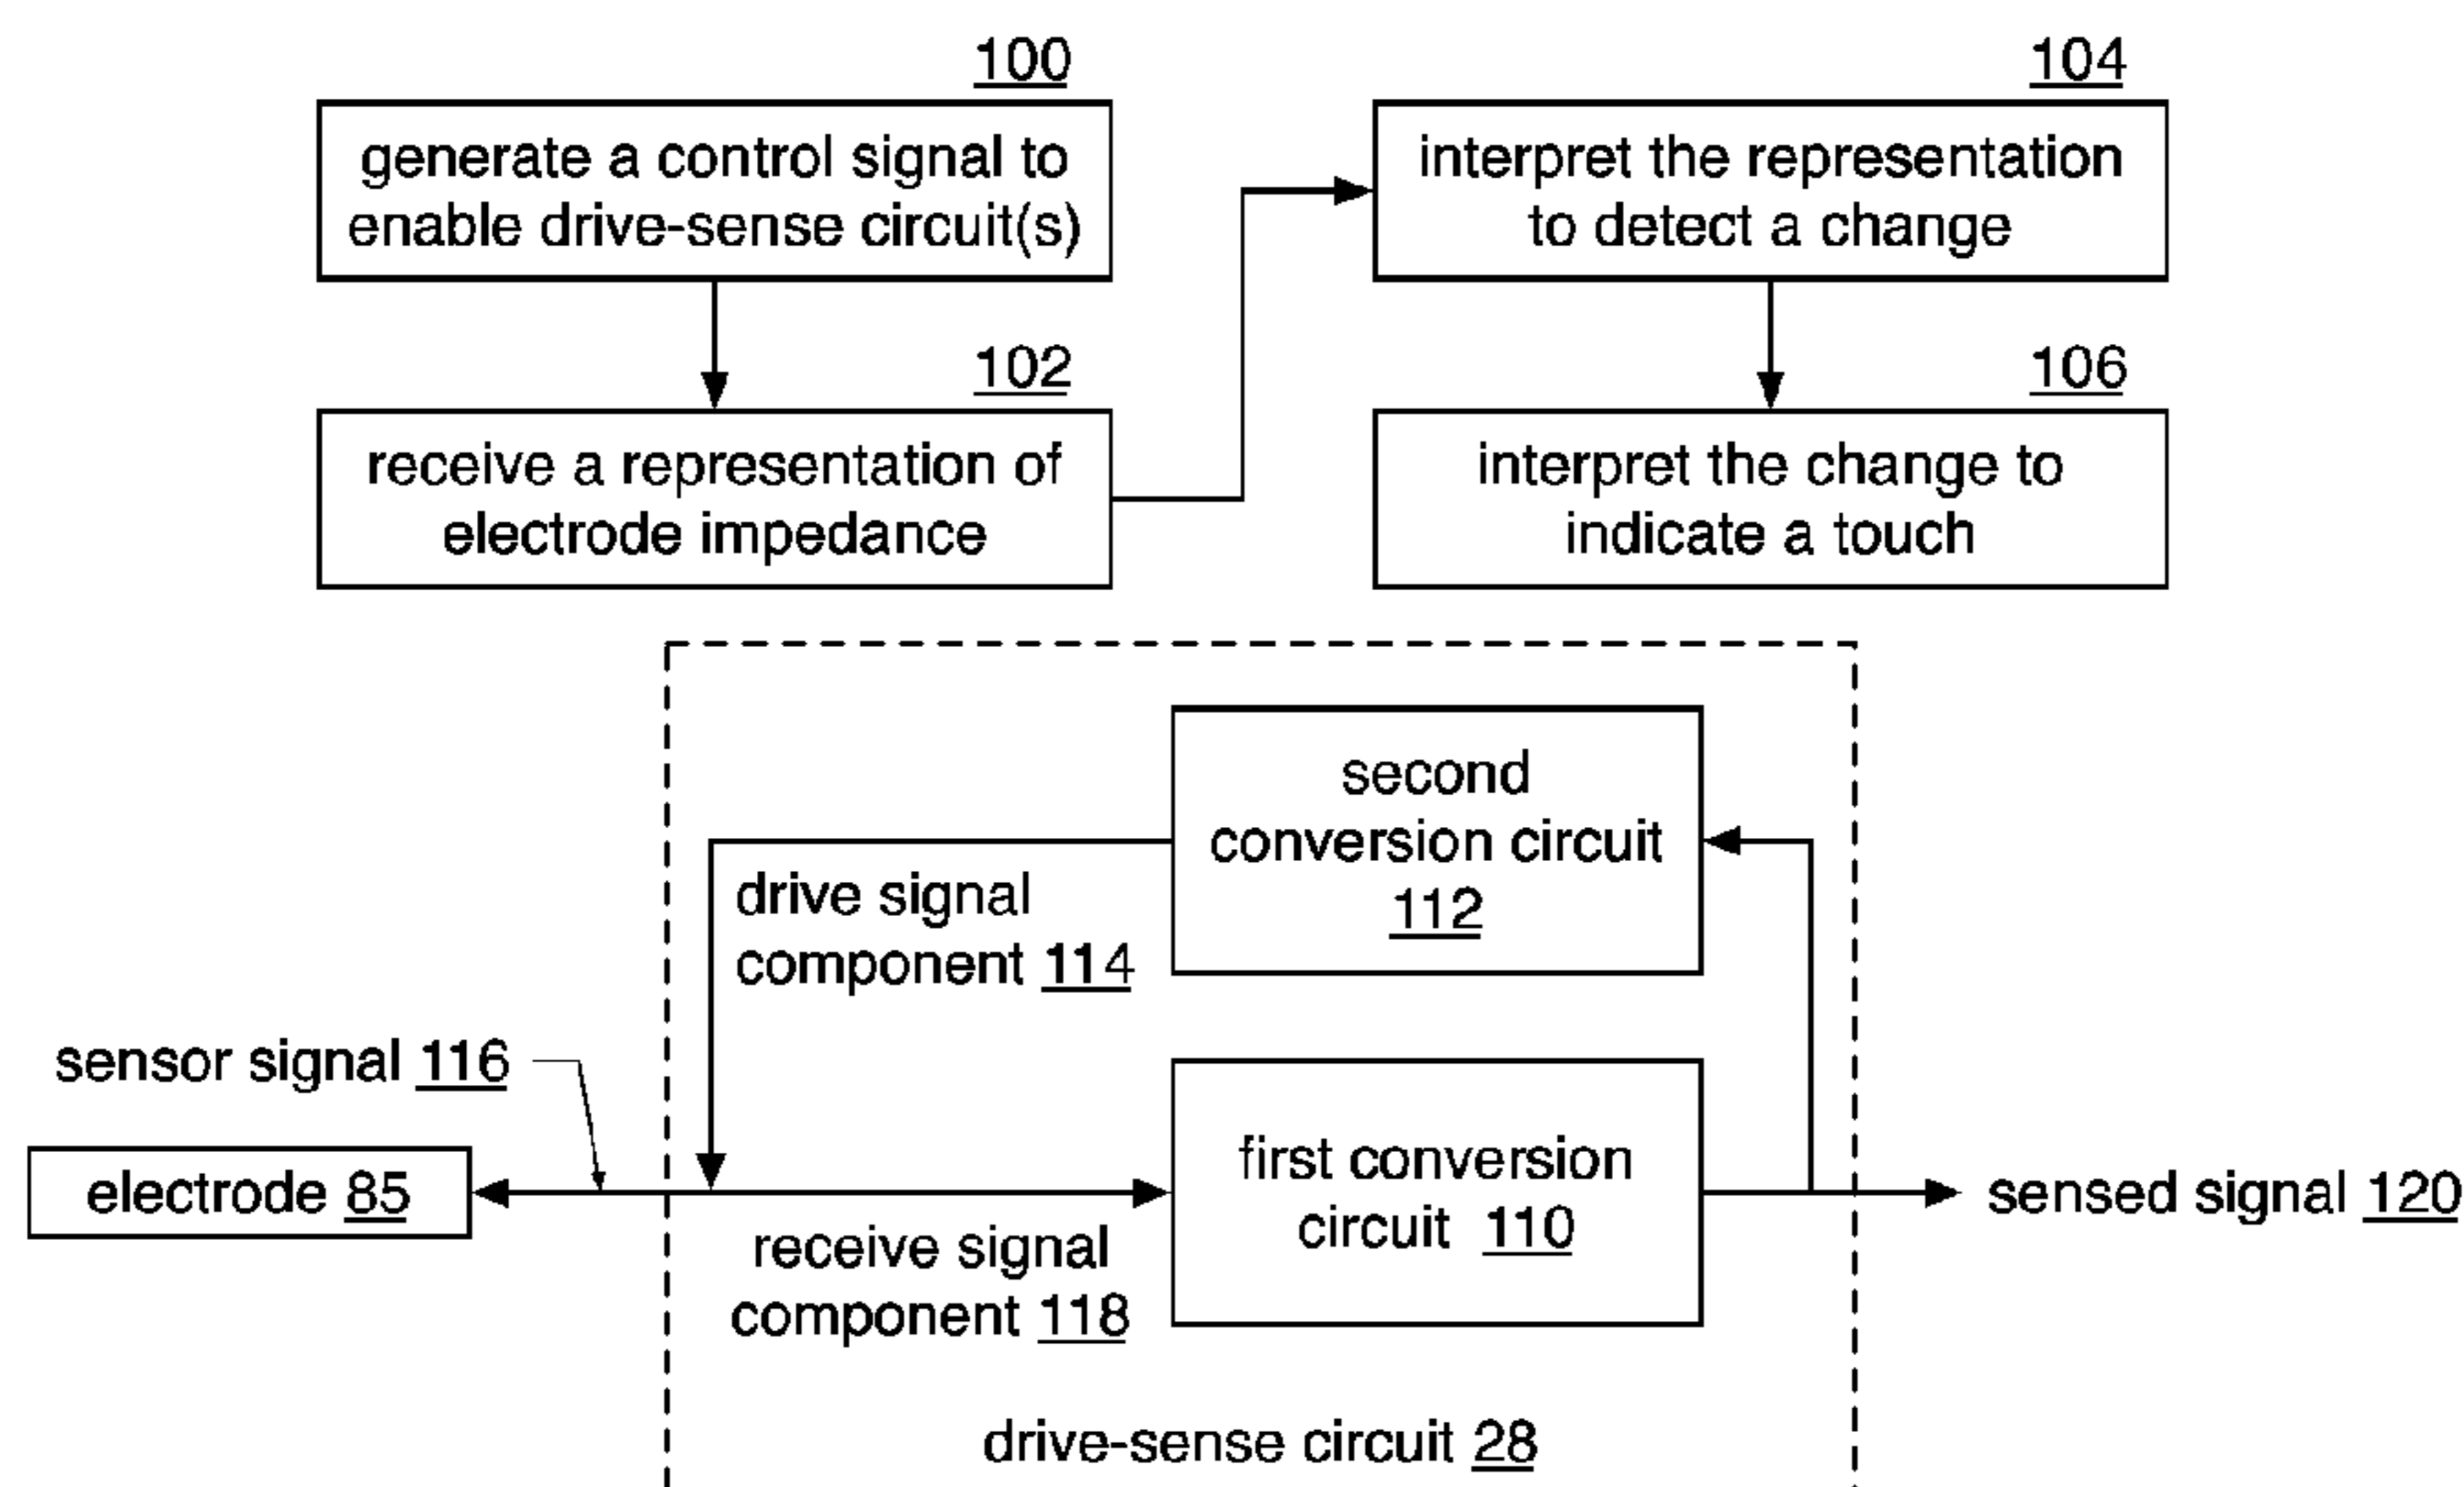 100
generate a control signal to
enable drive-sense circuit(s)
102
receive a representation of
electrode impedance
104
interpret the representation
to detect a change
106
interpret the change to
indicate a touch
second
conversion circuit
112
drive signal
component 114
sensor signal 116
electrode 85
receive signal
component 118
first conversion
circuit 110
sensed signal 120
drive-sense circuit 28